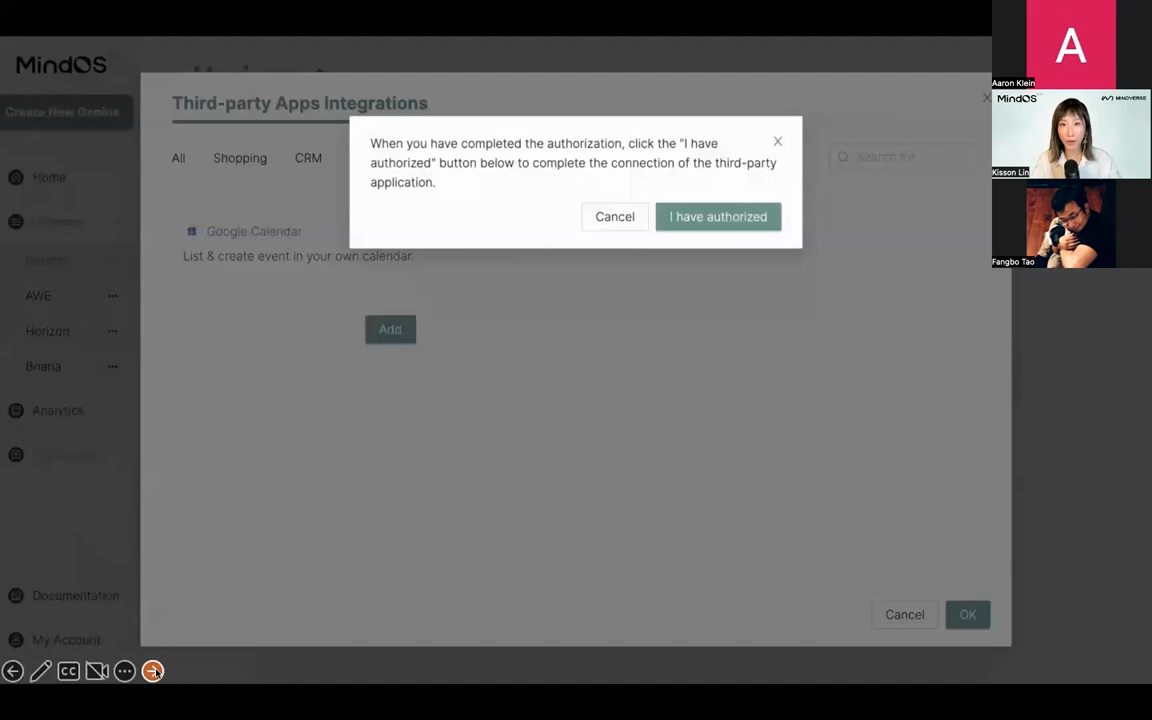 MindOS
Create New Genius
Home
AWE
Horizon
Briana
Analytics
Documentation
My Account
CC
Third-party Apps Integrations
All Shopping CRM
Search for
Google Calendar
List & create event in your own calendar.
Add
When you have completed the authorization, click the "I have
authorized" button below to complete the connection of the third-party
application.
Cancel I have authorized
Cancel OK
A
Aaron Klein
MindOS MINDVERSE
Kisson Lin
Fangbo Tao